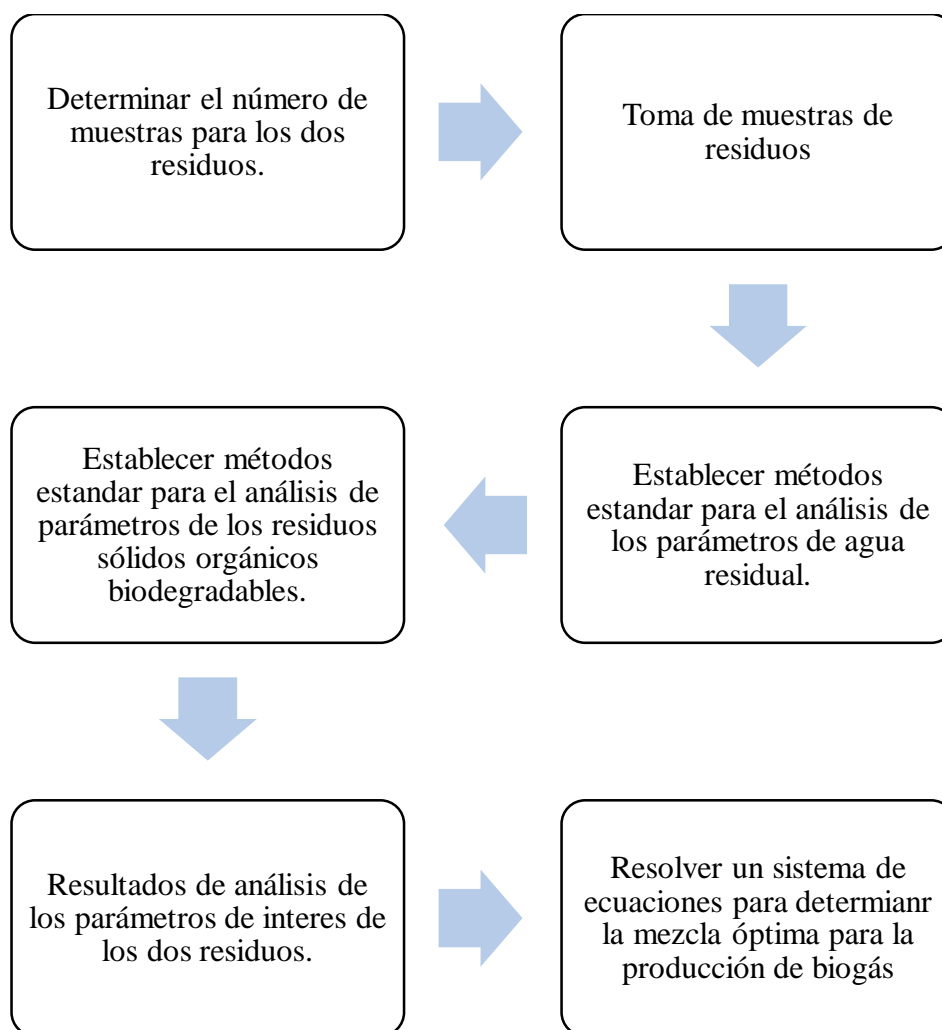 Determinar el número de
muestras para los dos
residuos.
Toma de muestras de
residuos
Establecer métodos
estandar para el análisis de
los parámetros de agua
residual.
Establecer métodos
estandar para el análisis de
parámetros de los residuos
sólidos orgánicos
biodegradables.
Resultados de análisis de
los parámetros de interes de
los dos residuos.
Resolver un sistema de
ecuaciones para determianr
la mezcla óptima para la
producción de biogás